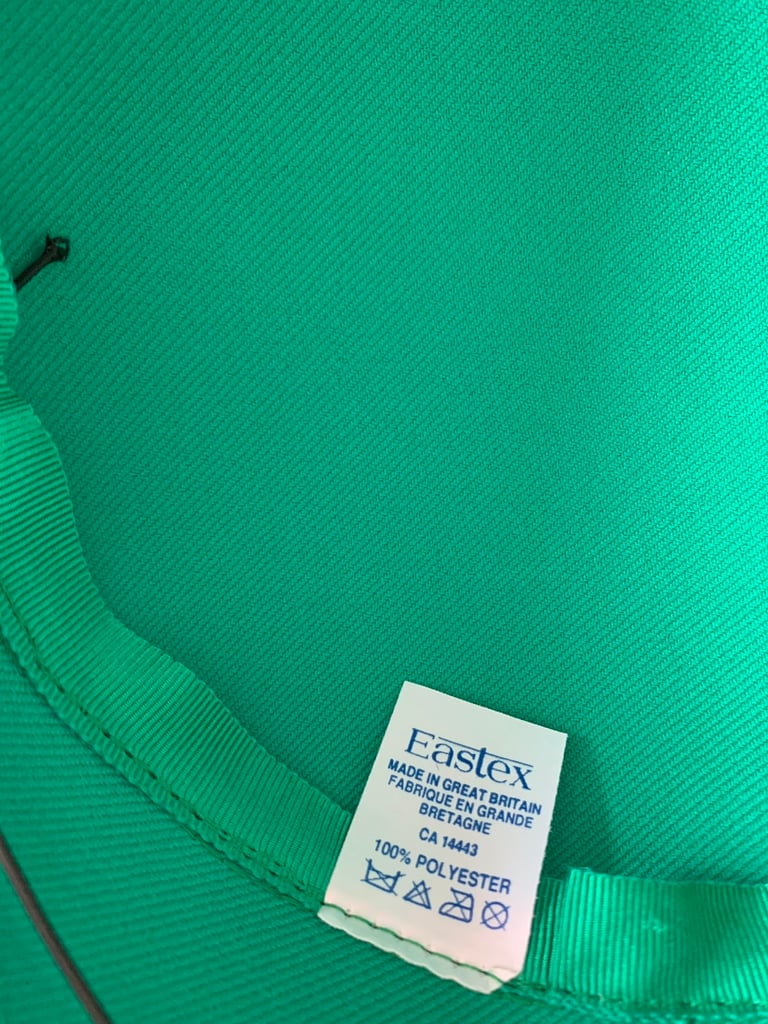 Eastex
MADE IN GREAT BRITAIN
FABRIQUE EN GRANDE
BRETAGNE
CA 14443
100% POLYESTER